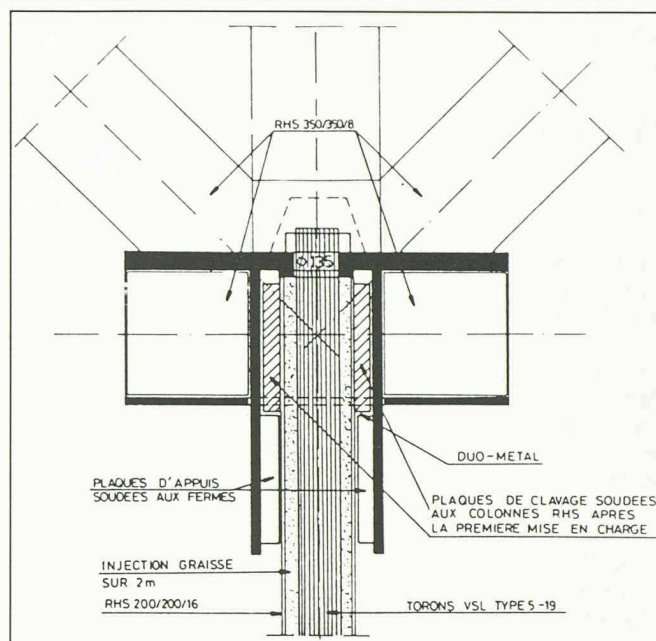 RHS 350/350/8
Ø135
DUO-METAL
PLAQUES D'APPUIS
SOUDEES AUX FERMES
PLAQUES DE CLAVAGE SOUDEES
AUX COLONNES RHS APRES
LA PREMIERE MISE EN CHARGE
INJECTION GRAISSE
SUR 2m
RHS 200/200/16
TORONS VSL TYPE 5-19